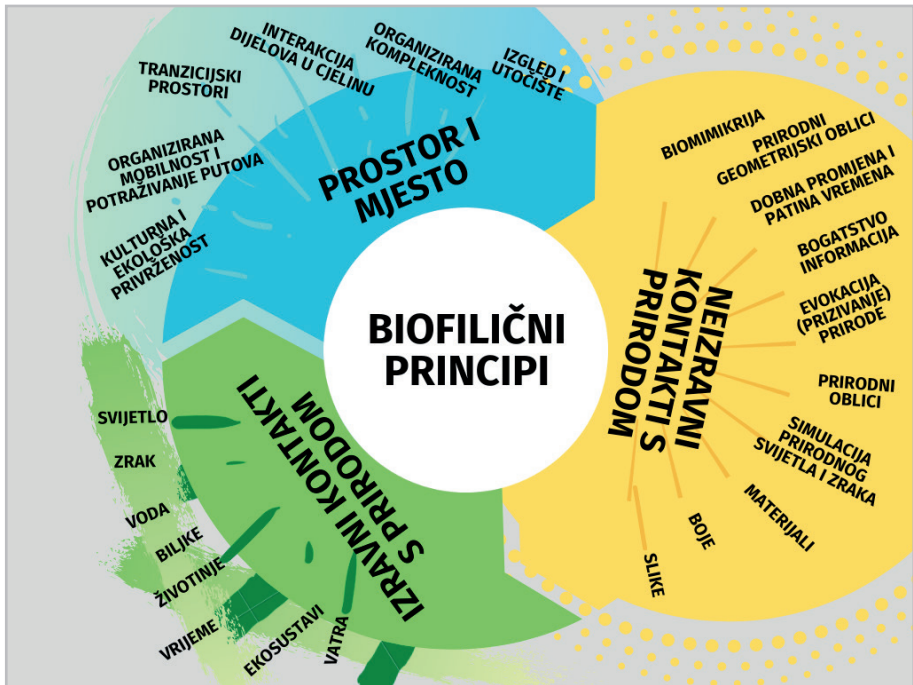 BIOFILIČNI
PRINCIPI
PROSTOR I
MJESTO
KULTURNA I
EKOLOŠKA
PRIVRŽENOST
ORGANIZIRANA
MOBILNOST I
POTRAŽIVANJE PUTOVA
TRANZICIJSKI
PROSTORI
INTERAKCIJA
DIJELOVA U CJELINU
ORGANIZIRANA
KOMPLEKNOST
IZGLED I
UTOČIŠTE
NEIZRAVNI
KONTAKTI S
PRIRODOM
BIOMIMIKRIJA
PRIRODNI
GEOMETRIJSKI OBLICI
DOBNA PROMJENA I
PATINA VREMENA
BOGATSTVO
INFORMACIJA
EVOKACIJA
(PRIZIVANJE)
PRIRODE
PRIRODNI
OBLICI
SIMULACIJA
PRIRODNOG
SVIJETLA I ZRAKA
MATERIJALI
BOJE
SLIKE
IZRAVNI KONTAKTI
S PRIRODOM
SVIJETLO
ZRAK
VODA
BILJKE
ŽIVOTINJE
VRIJEME
EKOSUSTAVI
VATRA